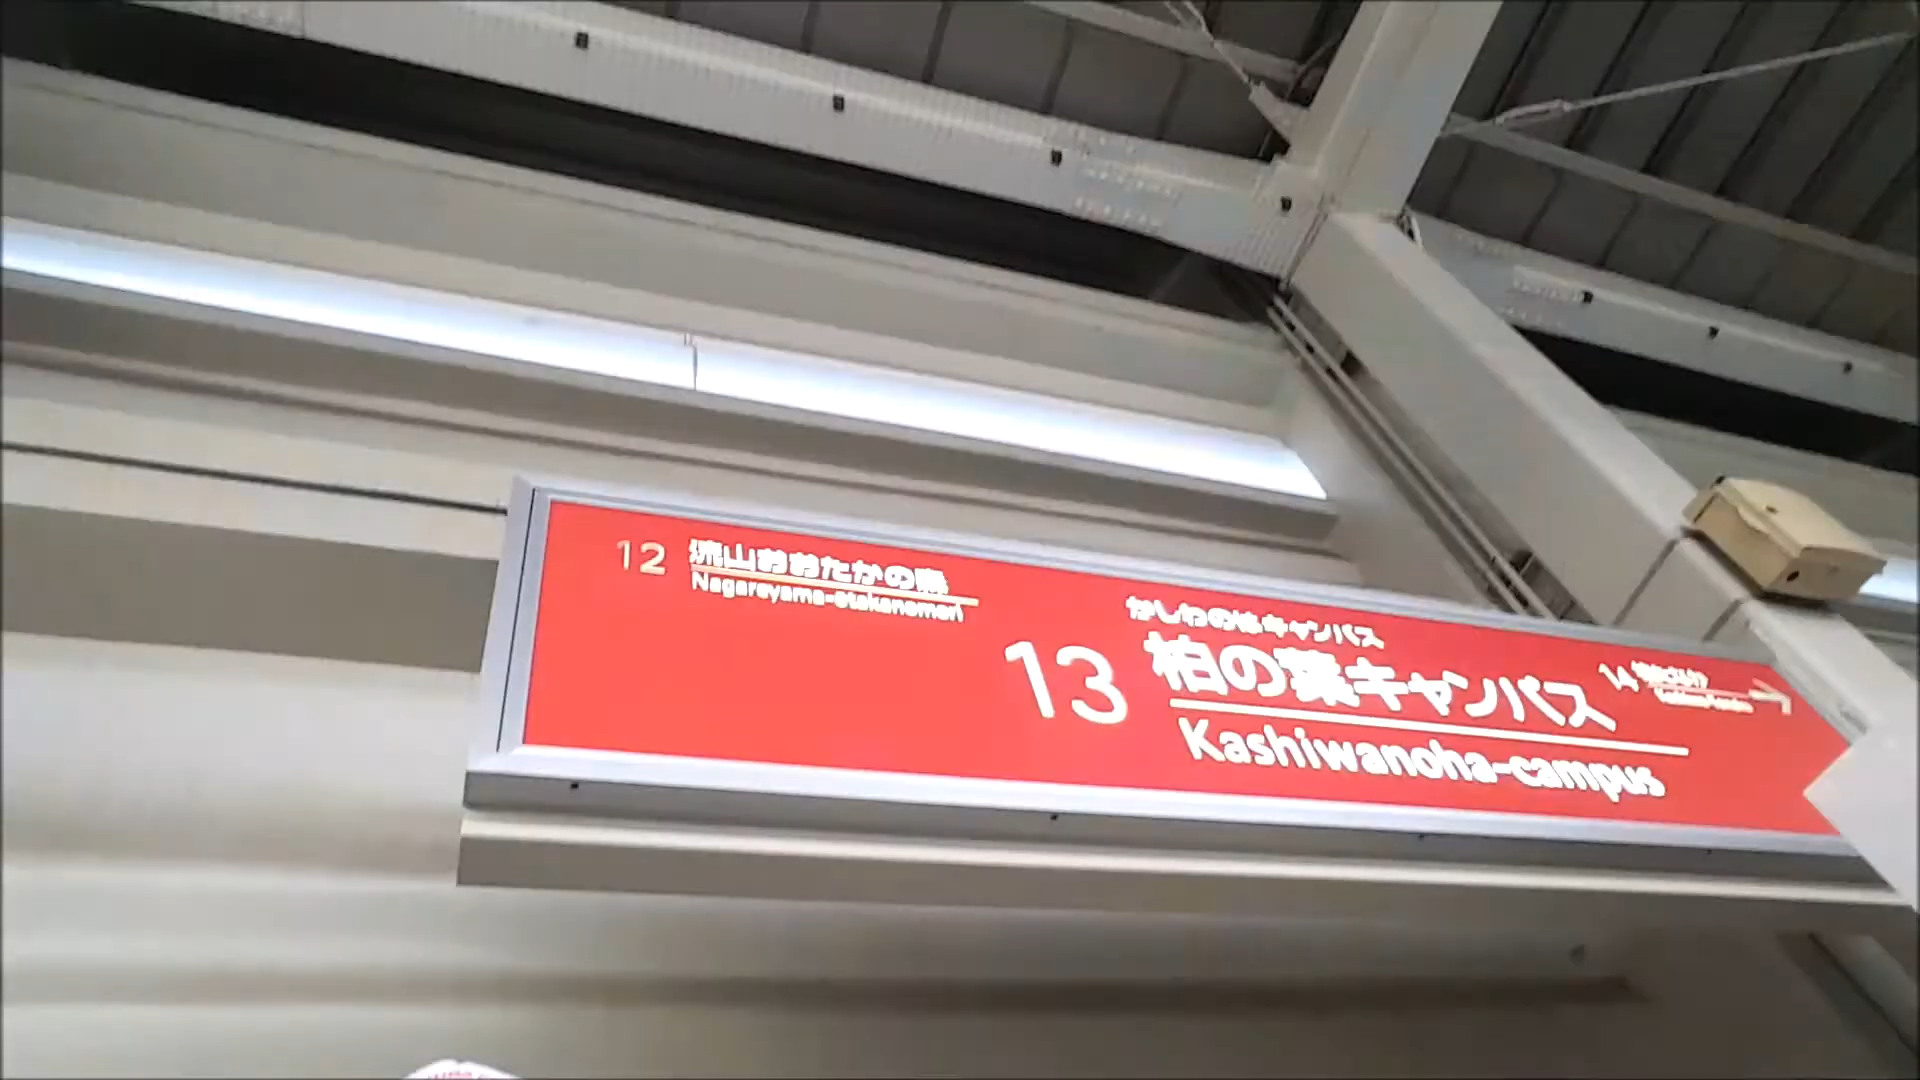 12 流山おおたかの森
Nagareyama-ōtakanomori
かしわのはキャンパス
13 柏の葉キャンパス
Kashiwanoha-campus
14